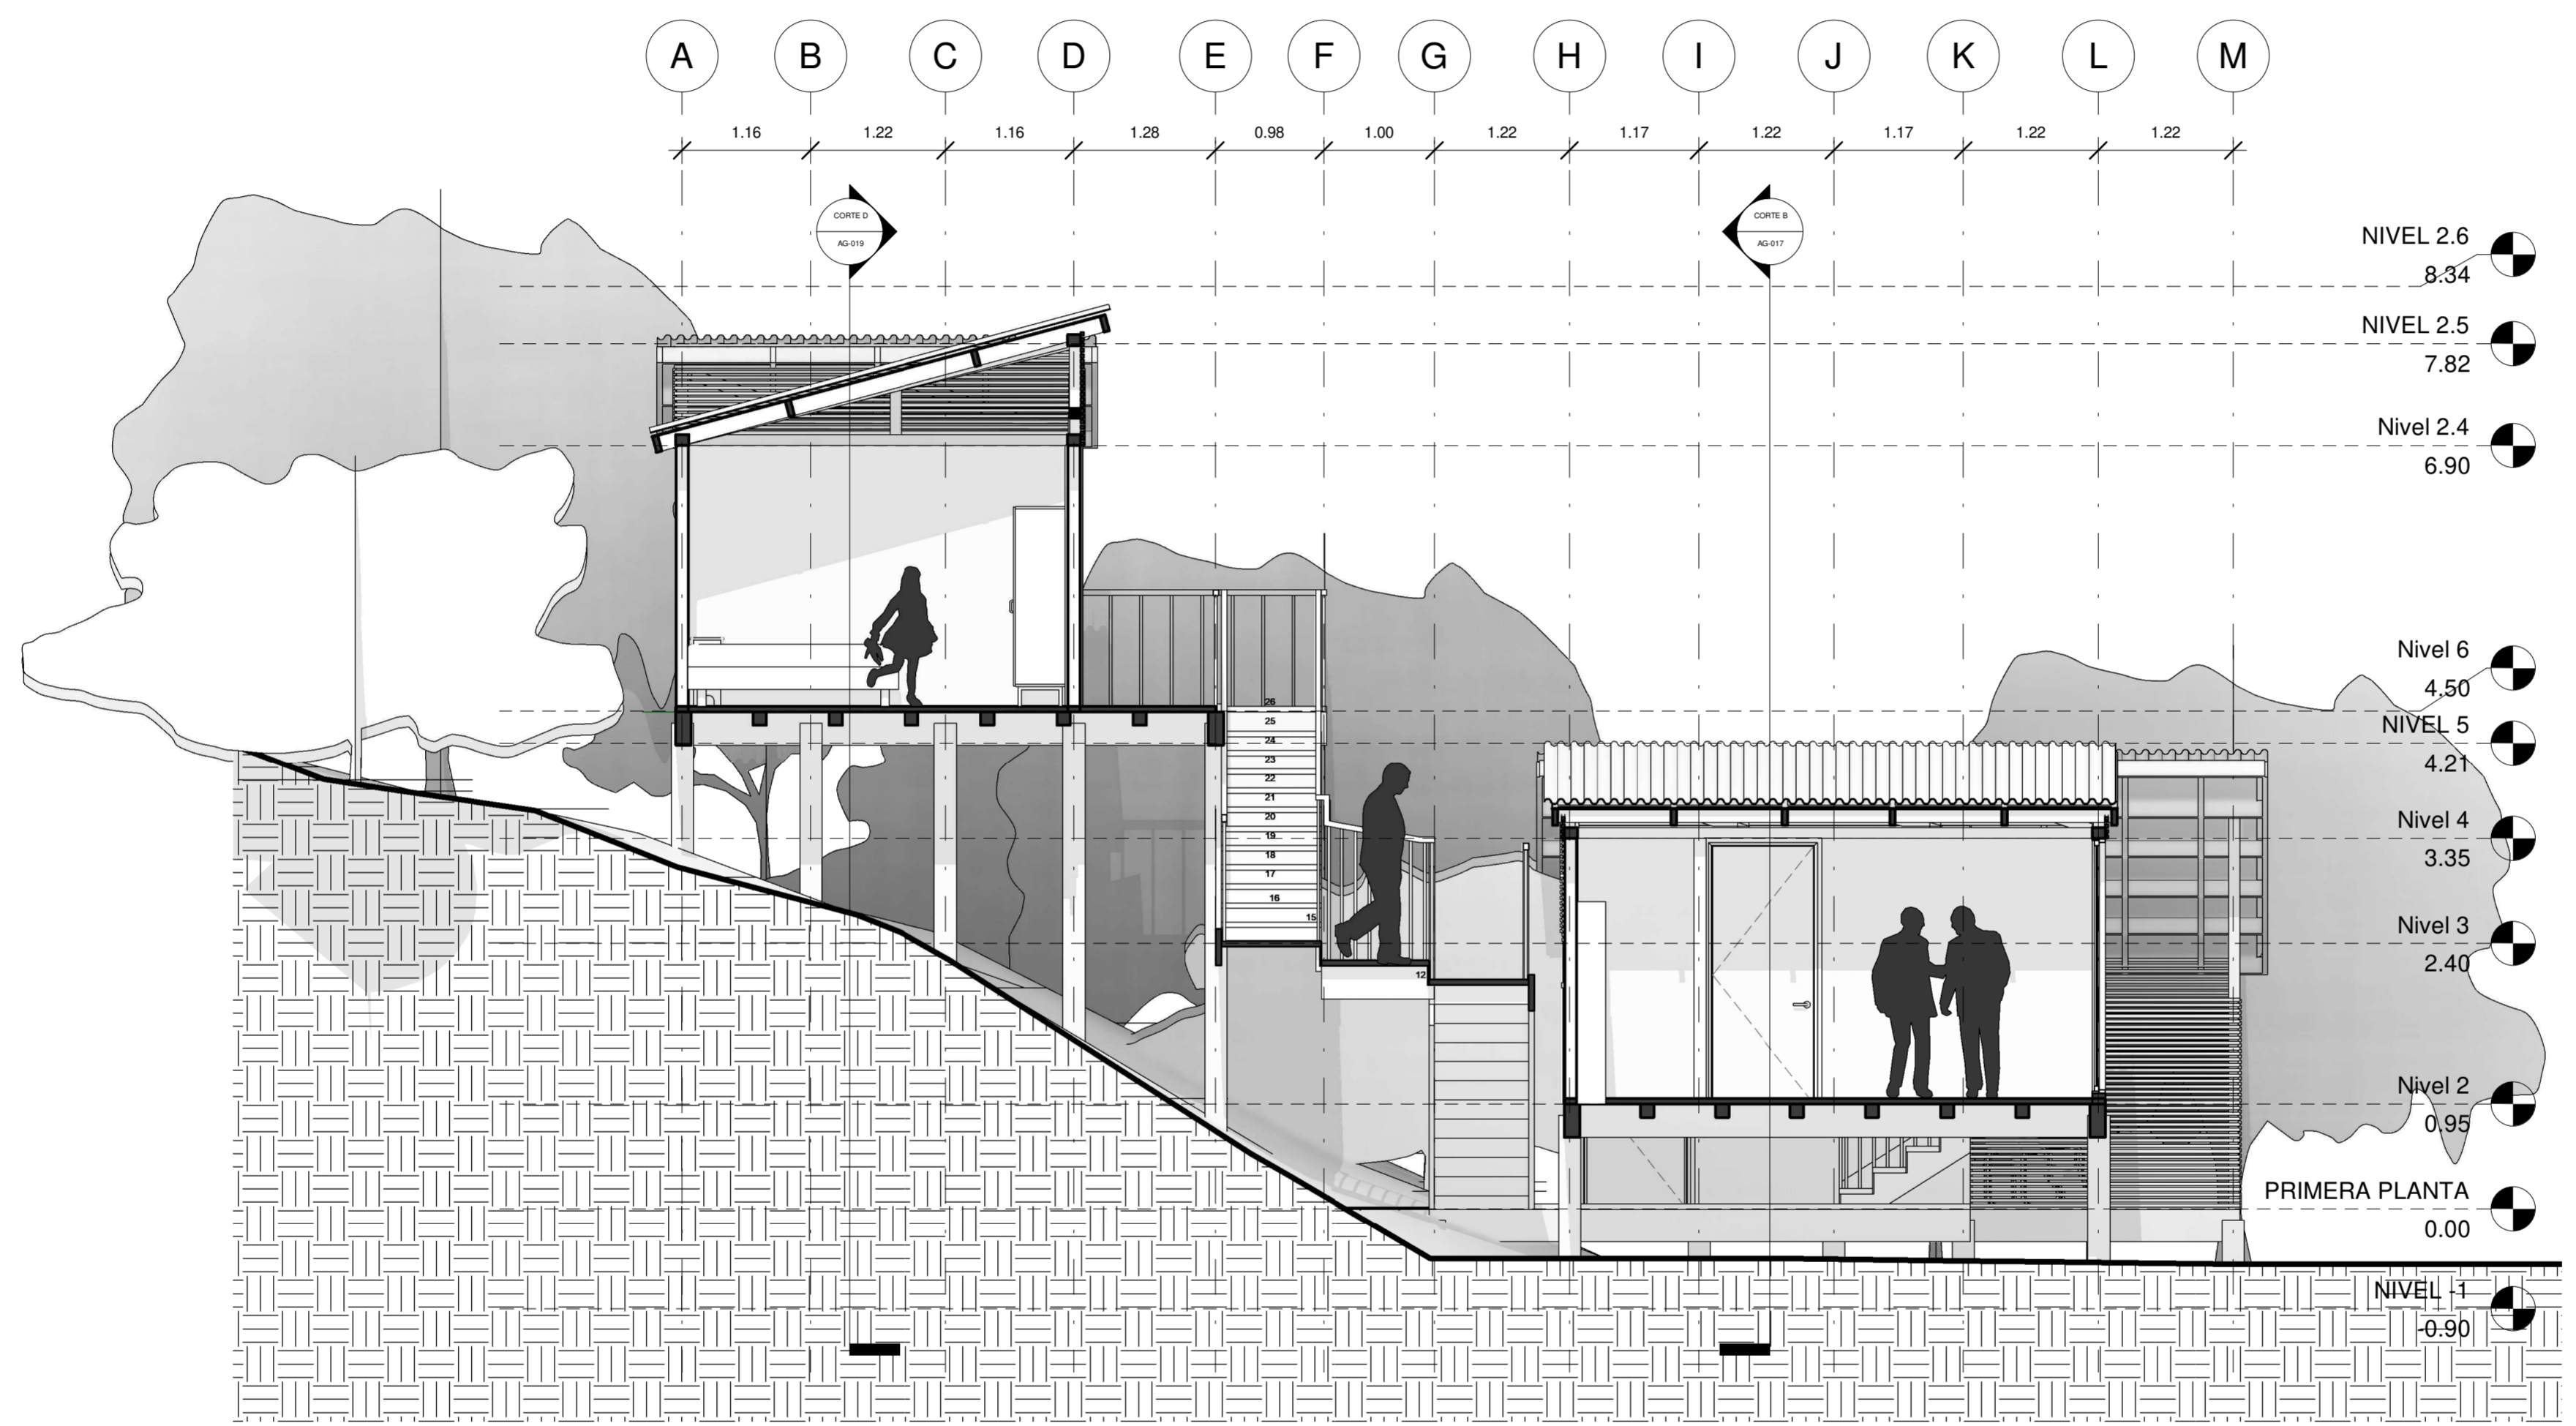 A B C D E F G H I J K L M
1.16 1.22 1.16 1.28 0.98 1.00 1.22 1.17 1.22 1.17 1.22 1.22
CORTE D
AG-019
CORTE B
AG-017
NIVEL 2.6
8.34
NIVEL 2.5
7.82
Nivel 2.4
6.90
Nivel 6
4.50
NIVEL 5
4.21
Nivel 4
3.35
Nivel 3
2.40
Nivel 2
0.95
PRIMERA PLANTA
0.00
NIVEL -1
-0.90
26
25
24
23
22
21
20
19
18
17
16
15
12